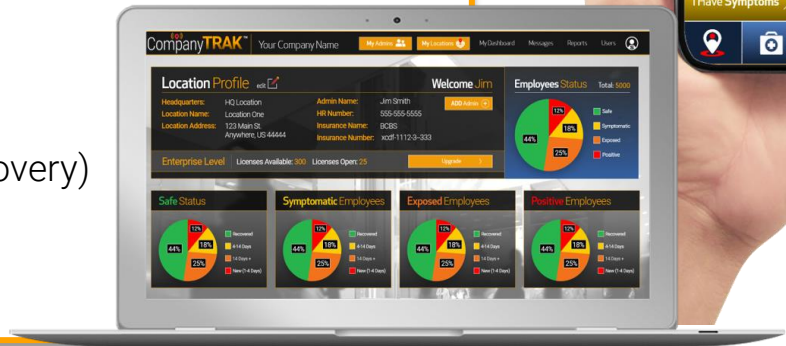 I Have Symptoms
CompanyTRAK™ Your Company Name My Admins My Locations My Dashboard Messages Reports Users
Location Profile edit Welcome Jim
Headquarters: HQ Location Admin Name: Jim Smith ADD Admin
Location Name: Location One HR Number: 555-555-5555
Location Address: 123 Main St. Insurance Name: BCBS
Anywhere, US 44444 Insurance Number: xcdf-1112-3-333
Enterprise Level Licenses Available: 300 Licenses Open: 25 Upgrade
Employees Status Total: 5000
12% Safe
18% Symptomatic
44% Exposed
25% Positive
overy)
Safe Status
12% Recovered
44% 18% 4-14 Days
25% 14 Days +
New (1-4 Days)
Symptomatic Employees
12% Recovered
44% 18% 4-14 Days
25% 14 Days +
New (1-4 Days)
Exposed Employees
12% Recovered
44% 18% 4-14 Days
25% 14 Days +
New (1-4 Days)
Positive Employees
12% Recovered
44% 18% 4-14 Days
25% 14 Days +
New (1-4 Days)